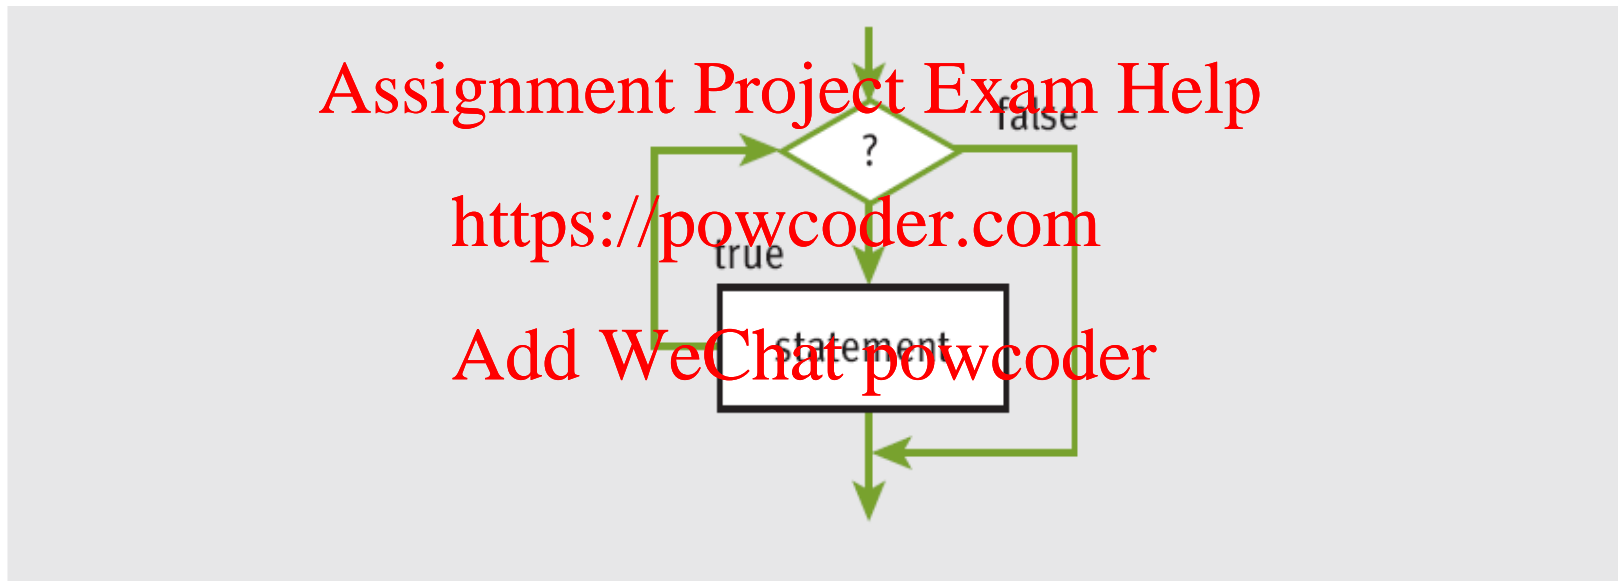 Assignment Project Exam Help
false
?
https://powcoder.com
true
statement
Add WeChat powcoder